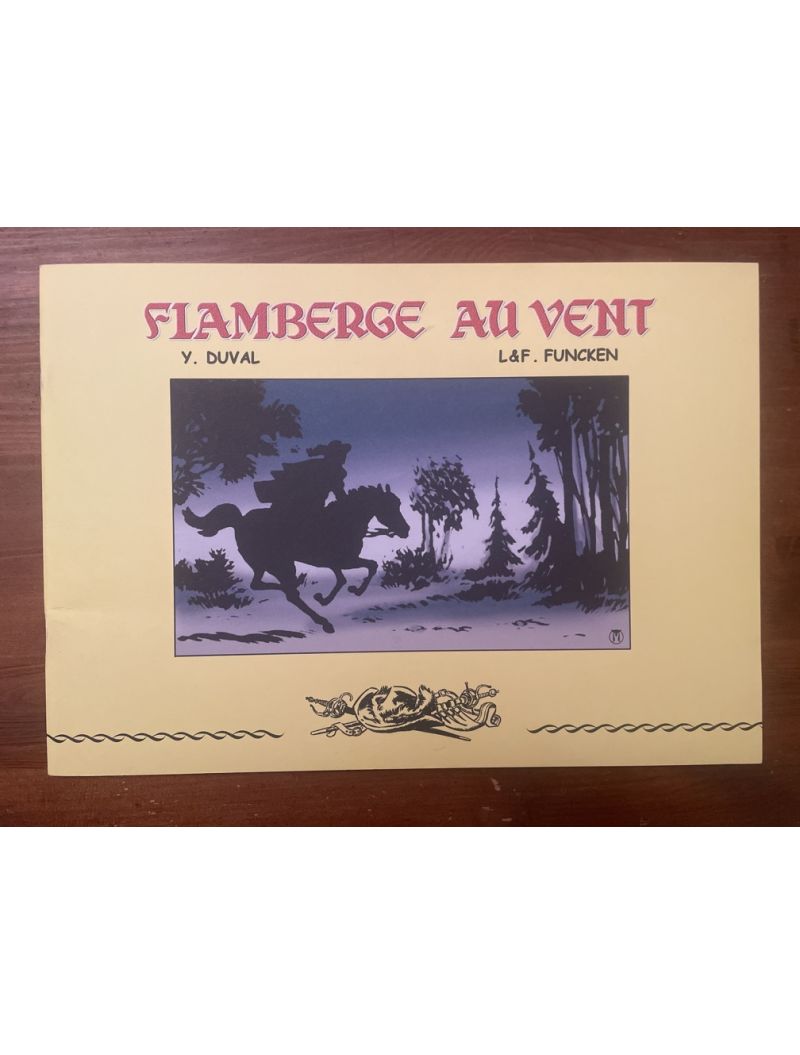 FLAMBERGE AU VENT
Y. DUVAL L&F. FUNCKEN